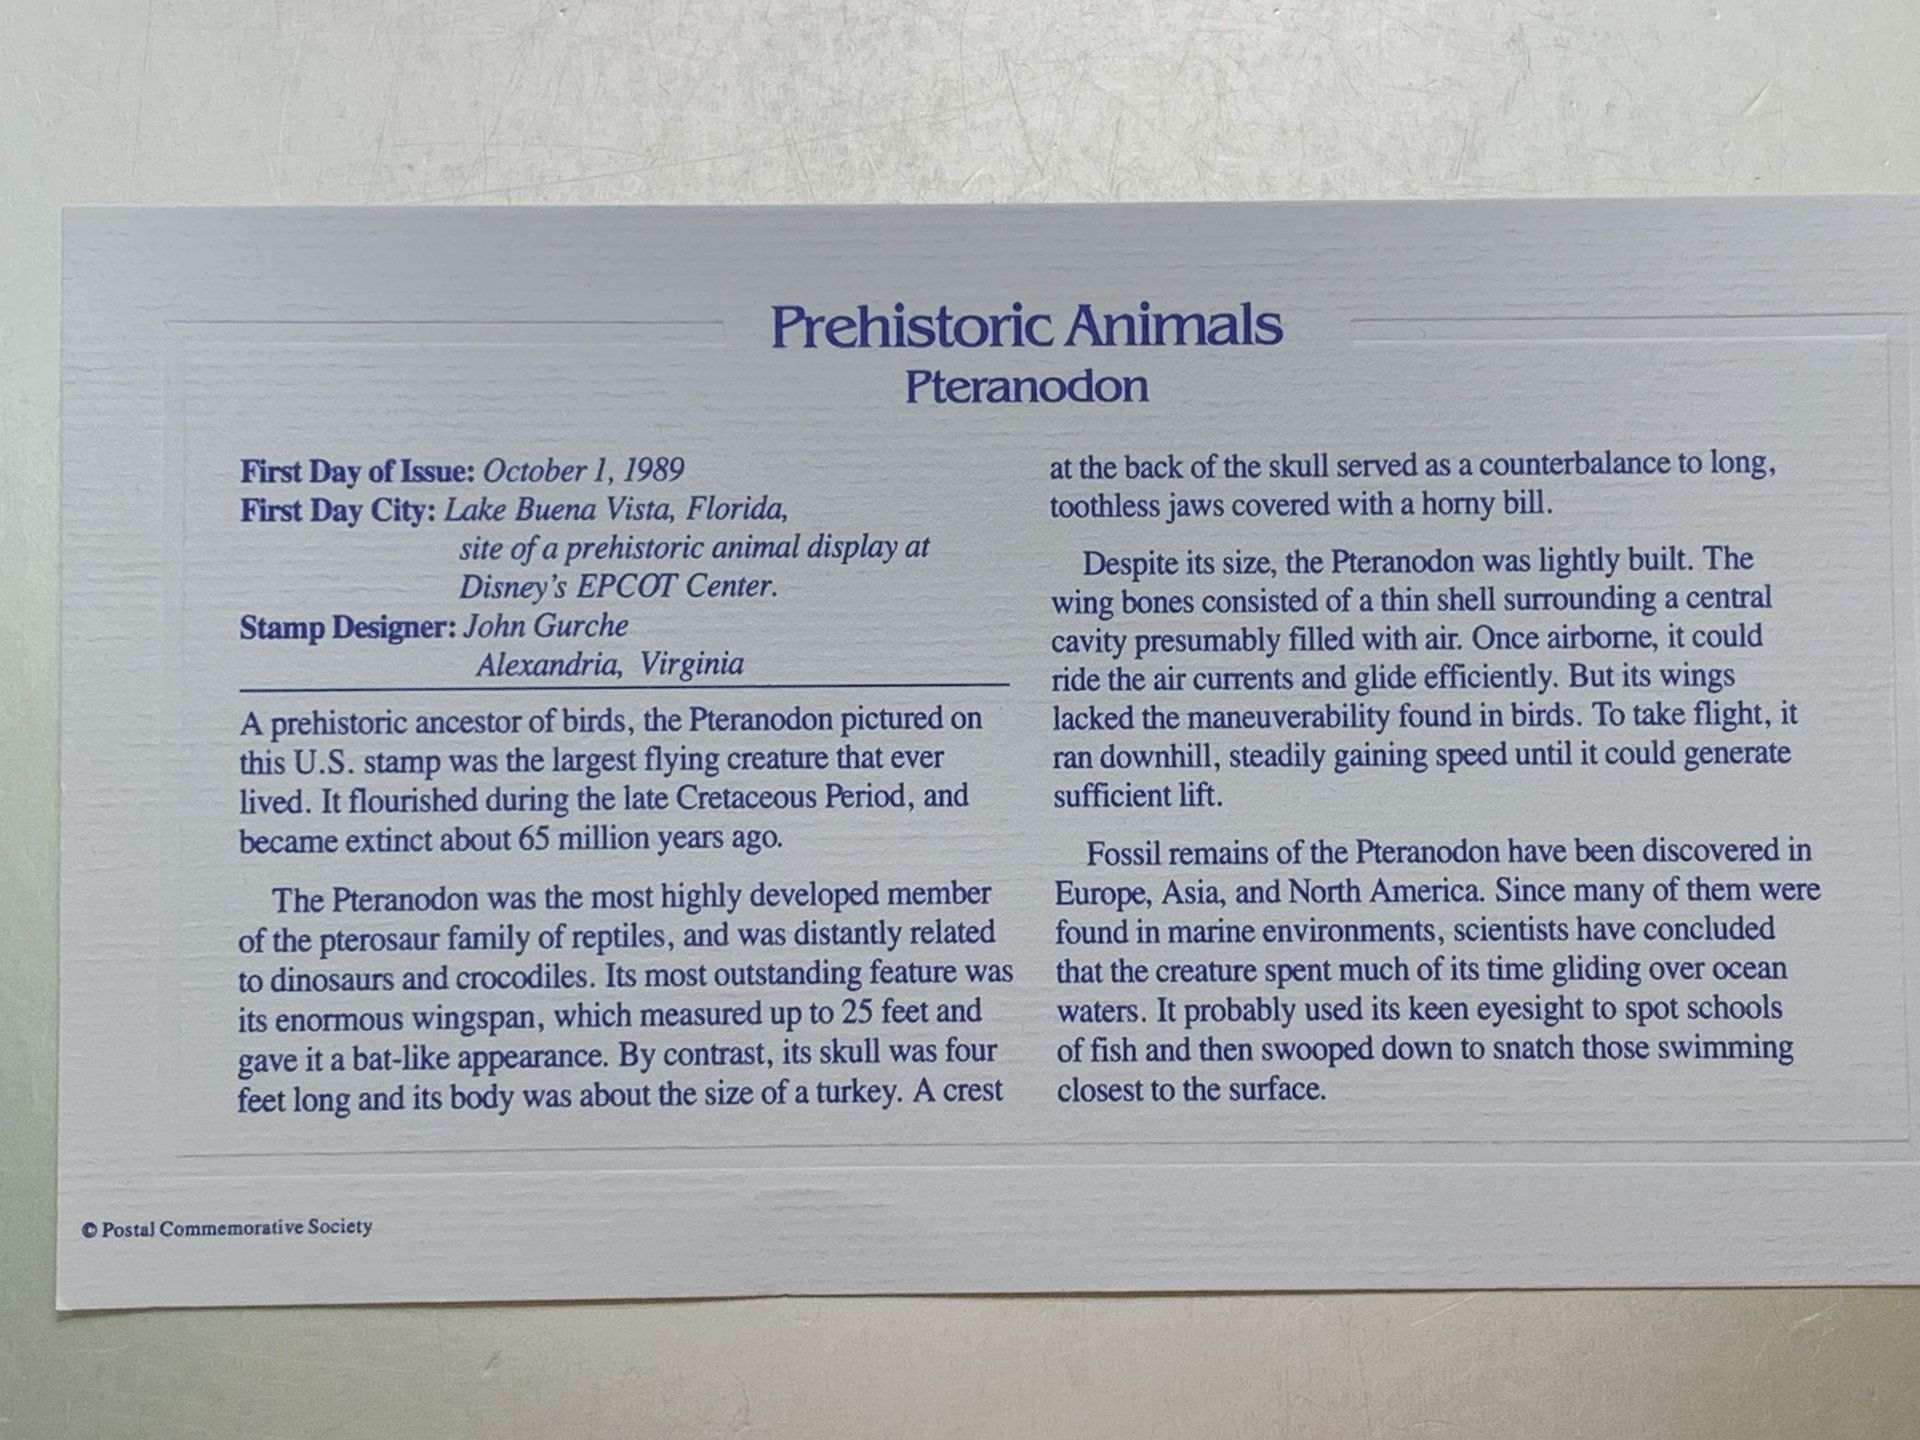 Prehistoric Animals
Pteranodon
First Day of Issue: October 1, 1989
First Day City: Lake Buena Vista, Florida,
site of a prehistoric animal display at
Disney's EPCOT Center.
Stamp Designer: John Gurche
Alexandria, Virginia
A prehistoric ancestor of birds, the Pteranodon pictured on
this U.S. stamp was the largest flying creature that ever
lived. It flourished during the late Cretaceous Period, and
became extinct about 65 million years ago.
The Pteranodon was the most highly developed member
of the pterosaur family of reptiles, and was distantly related
to dinosaurs and crocodiles. Its most outstanding feature was
its enormous wingspan, which measured up to 25 feet and
gave it a bat-like appearance. By contrast, its skull was four
feet long and its body was about the size of a turkey. A crest
at the back of the skull served as a counterbalance to long,
toothless jaws covered with a horny bill.
Despite its size, the Pteranodon was lightly built. The
wing bones consisted of a thin shell surrounding a central
cavity presumably filled with air. Once airborne, it could
ride the air currents and glide efficiently. But its wings
lacked the maneuverability found in birds. To take flight, it
ran downhill, steadily gaining speed until it could generate
sufficient lift.
Fossil remains of the Pteranodon have been discovered in
Europe, Asia, and North America. Since many of them were
found in marine environments, scientists have concluded
that the creature spent much of its time gliding over ocean
waters. It probably used its keen eyesight to spot schools
of fish and then swooped down to snatch those swimming
closest to the surface.
© Postal Commemorative Society